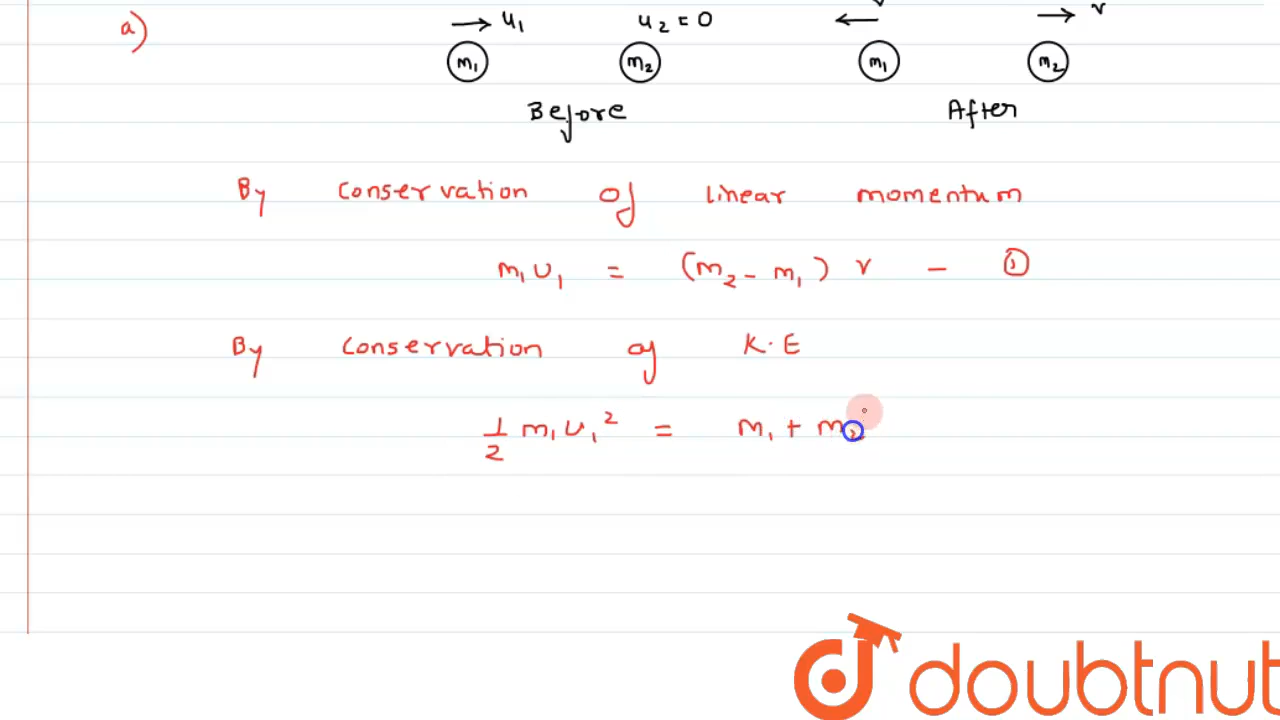 a) → u₁ u₂ = 0 ← → v
m₁ m₂ m₁ m₂
Before After
By conservation of linear momentum
m₁u₁ = (m₂ - m₁) v - ①
By conservation of K.E
1/2 m₁u₁² = m₁ + m₂
doubtnut